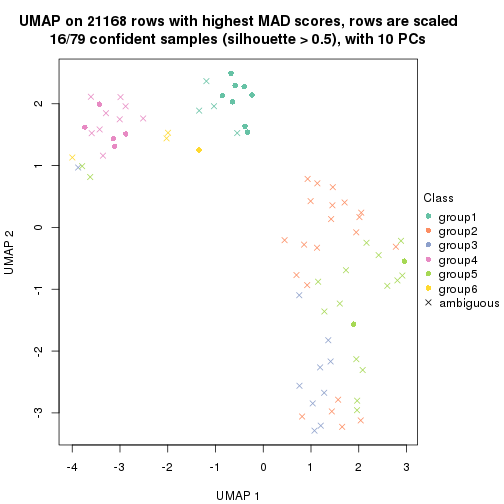 UMAP on 21168 rows with highest MAD scores, rows are scaled
16/79 confident samples (silhouette > 0.5), with 10 PCs
2
1
0
-1
-2
-3
UMAP 2
-4 -3 -2 -1 0 1 2 3
UMAP 1
Class
group1
group2
group3
group4
group5
group6
ambiguous